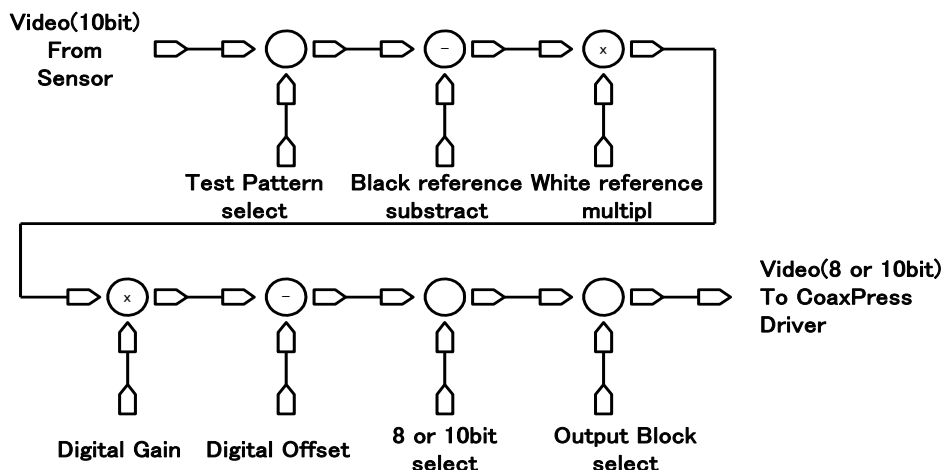 Video(10bit)
From
Sensor
−
x
Test Pattern
select
Black reference
substract
White reference
multipl
x
−
Video(8 or 10bit)
To CoaxPress
Driver
Digital Gain
Digital Offset
8 or 10bit
select
Output Block
select